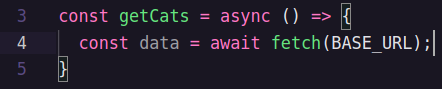 3 const getCats = async () => {
4   const data = await fetch(BASE_URL);
5 }